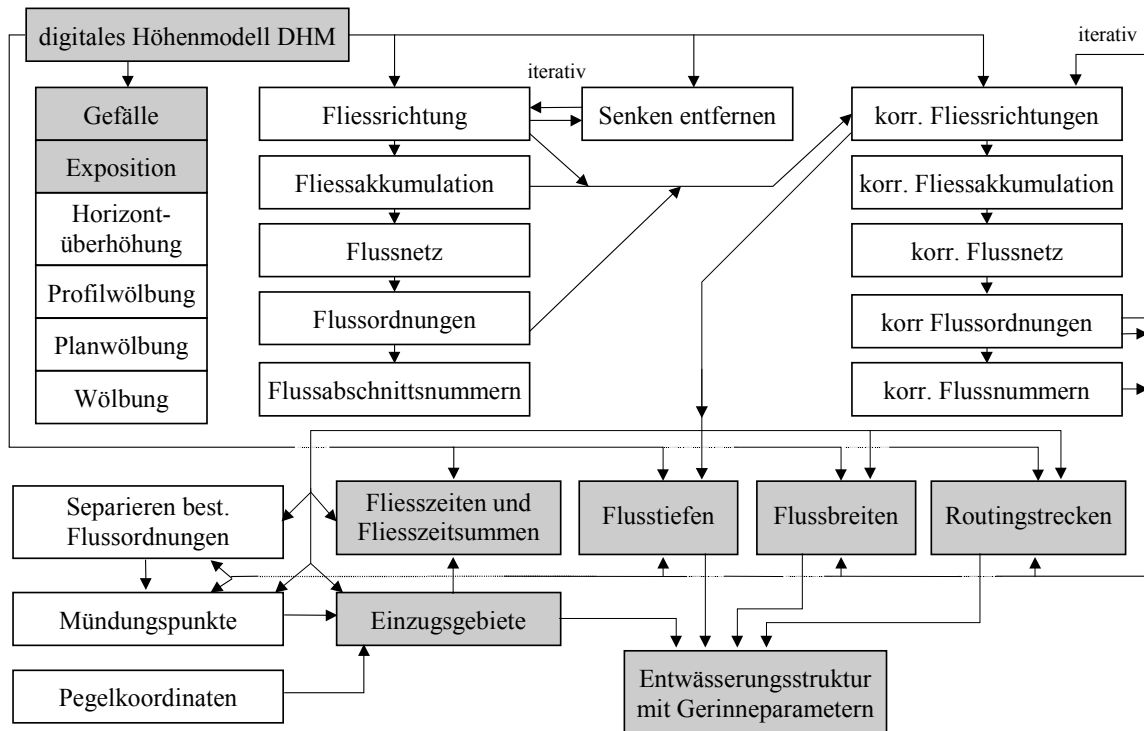 digitales Höhenmodell DHM
iterativ
iterativ
Gefälle
Exposition
Horizont-
überhöhung
Profilwölbung
Planwölbung
Wölbung
Fliessrichtung
Senken entfernen
Fliessakkumulation
Flussnetz
Flussordnungen
Flussabschnittsnummern
korr. Fliessrichtungen
korr. Fliessakkumulation
korr. Flussnetz
korr Flussordnungen
korr. Flussnummern
Separieren best.
Flussordnungen
Fliesszeiten und
Fliesszeitsummen
Flusstiefen
Flussbreiten
Routingstrecken
Mündungspunkte
Einzugsgebiete
Pegelkoordinaten
Entwässerungsstruktur
mit Gerinneparametern